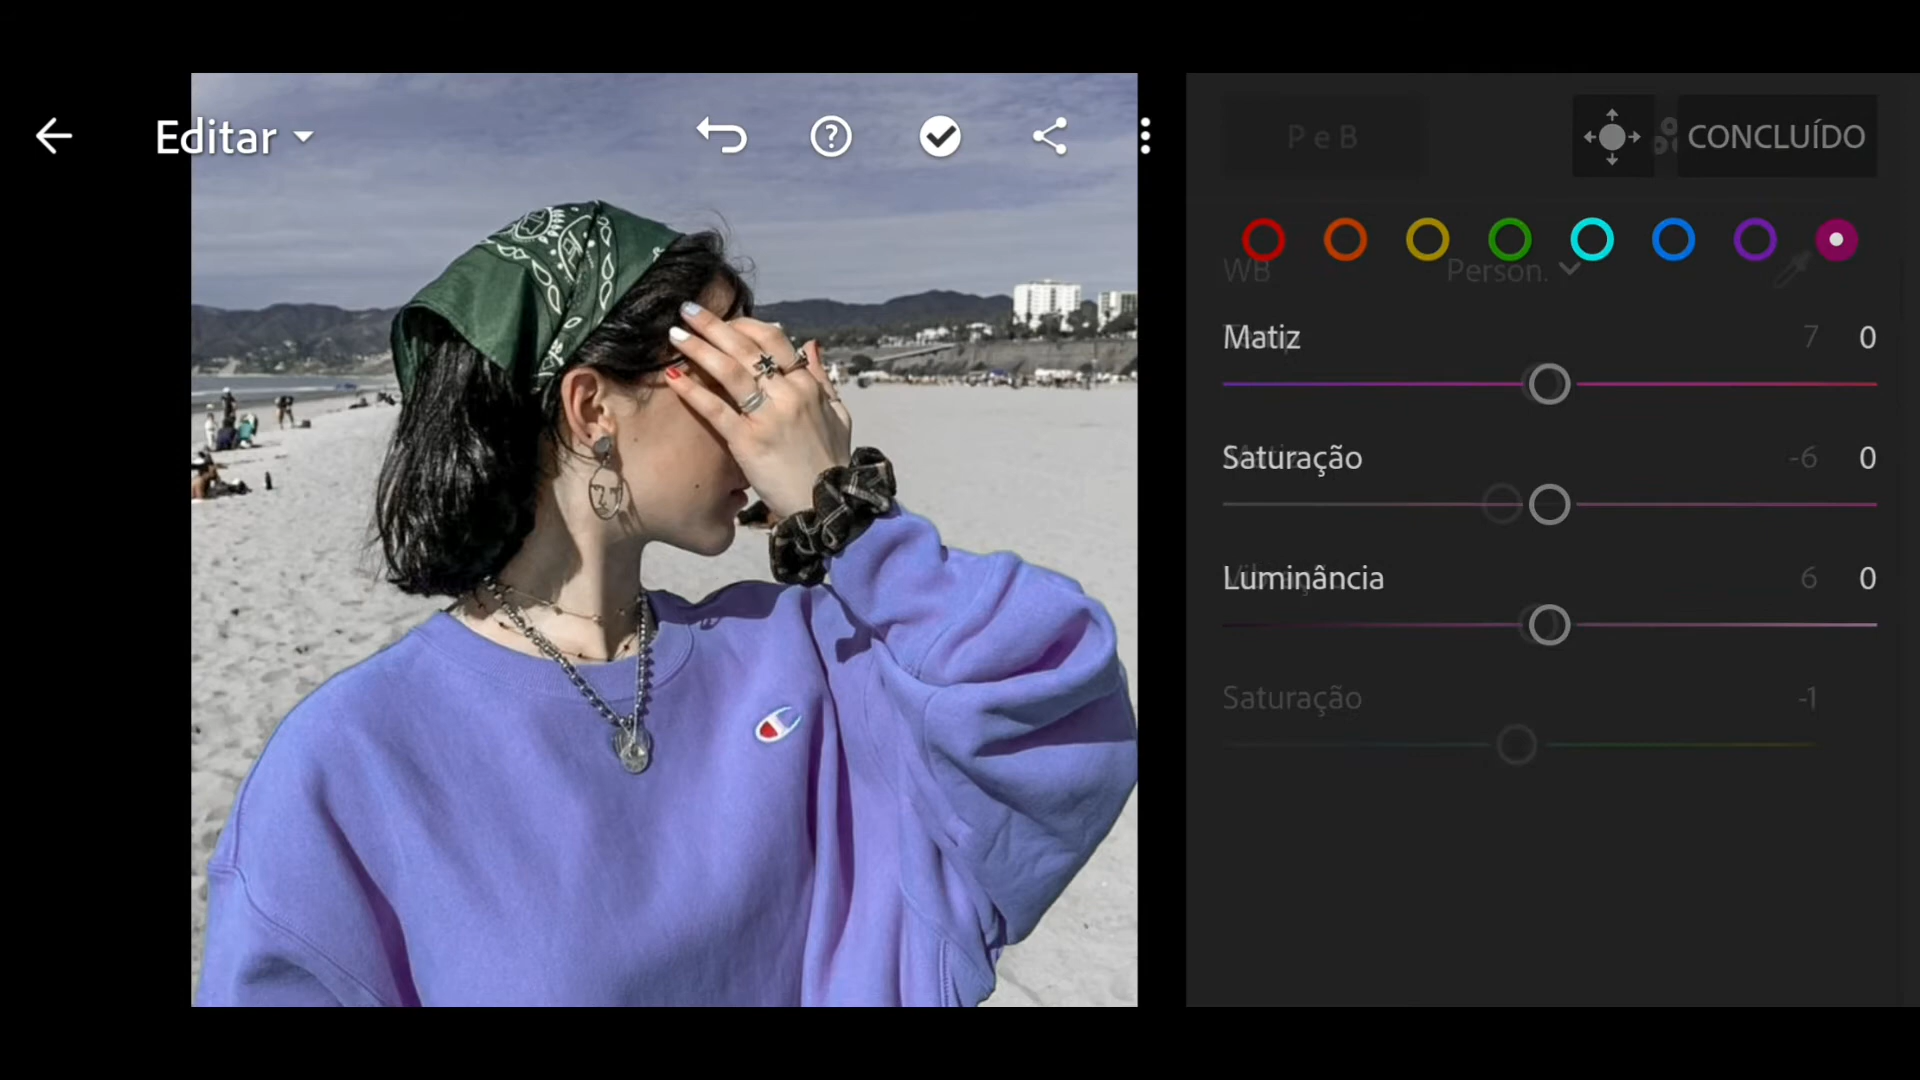 Editar
P e B
CONCLUÍDO
WB Person.
Matiz 7 0
Saturação -6 0
Luminância 6 0
Saturação -1